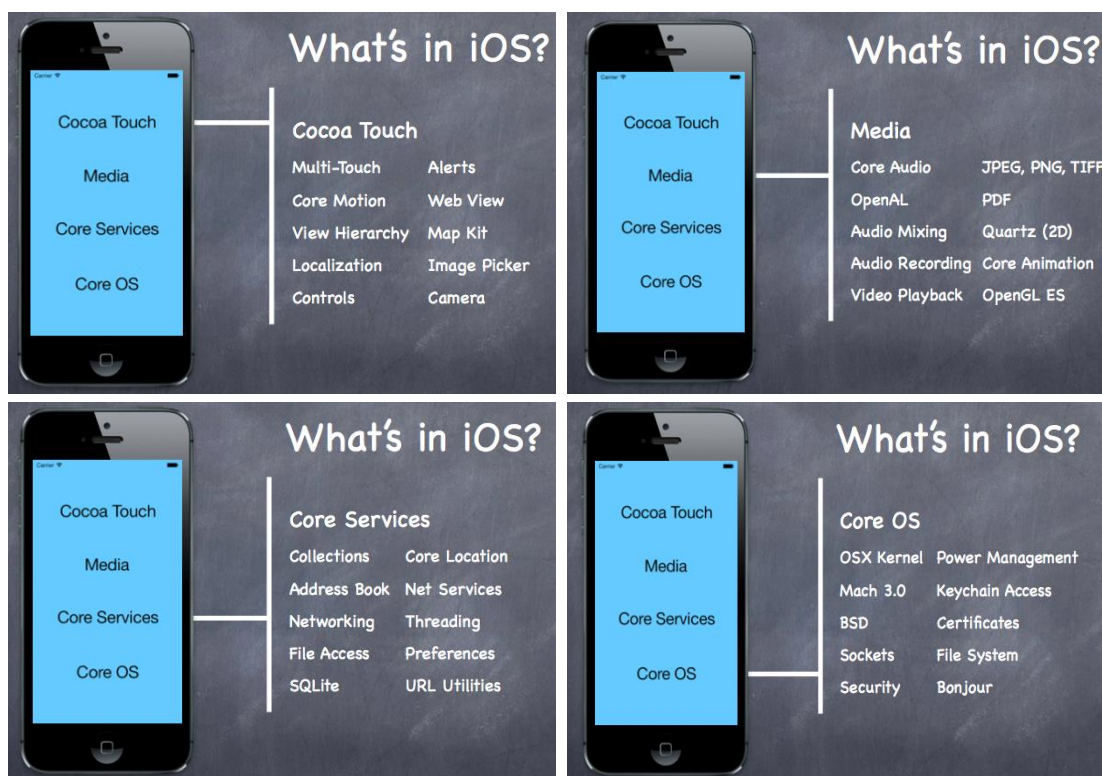 What's in iOS?
Carrier
Cocoa Touch
Media
Core Services
Core OS
Cocoa Touch
Multi-Touch Alerts
Core Motion Web View
View Hierarchy Map Kit
Localization Image Picker
Controls Camera
What's in iOS?
Carrier
Cocoa Touch
Media
Core Services
Core OS
Media
Core Audio JPEG, PNG, TIFF
OpenAL PDF
Audio Mixing Quartz (2D)
Audio Recording Core Animation
Video Playback OpenGL ES
What's in iOS?
Carrier
Cocoa Touch
Media
Core Services
Core OS
Core Services
Collections Core Location
Address Book Net Services
Networking Threading
File Access Preferences
SQLite URL Utilities
What's in iOS?
Carrier
Cocoa Touch
Media
Core Services
Core OS
Core OS
OSX Kernel Power Management
Mach 3.0 Keychain Access
BSD Certificates
Sockets File System
Security Bonjour